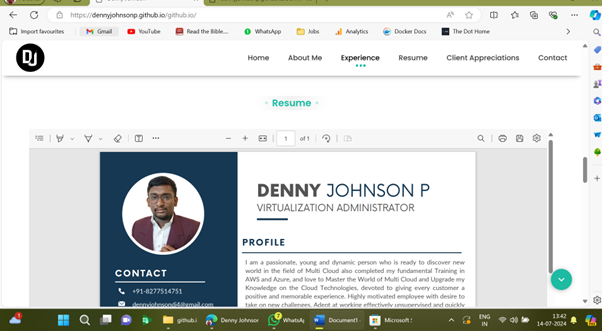 https://dennyjohnsonp.github.io/github.io/
Import favourites
Gmail
YouTube
Read the Bible...
WhatsApp
Jobs
Analytics
Docker Docs
The Dot Home
DJ
Home
About Me
Experience
Resume
Client Appreciations
Contact
- Resume -
1
of 1
DENNY JOHNSON P
VIRTUALIZATION ADMINISTRATOR
PROFILE
I am a passionate, young and dynamic person who is ready to discover new
world in the field of Multi Cloud also completed my fundamental Training in
AWS and Azure, and love to Master the World of Multi Cloud and Upgrade my
Knowledge on the Cloud Technologies, devoted to giving every customer a
positive and memorable experience. Highly motivated employee with desire to
take on new challenges. Adept at working effectively unsupervised and quickly
CONTACT
+91-8277514751
dennyjohnsondj4@gmail.com
github.i
Denny Johnson
WhatsA
Document1 -
Microsoft S
ENG
IN
13:42
14-07-2024